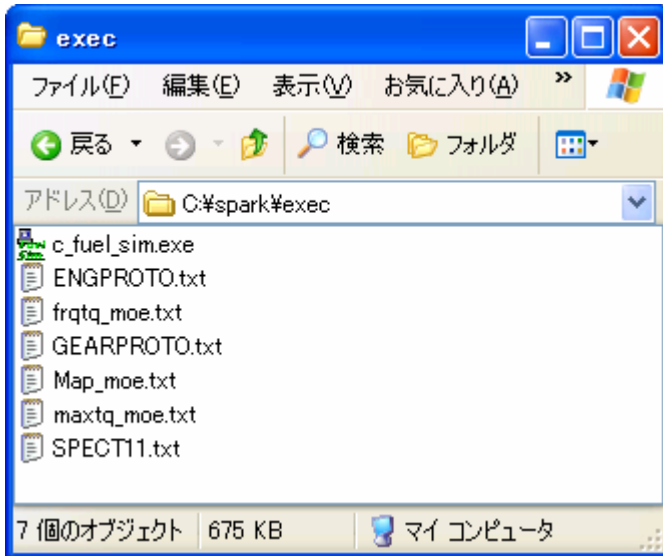 exec
ファイル(F) 編集(E) 表示(V) お気に入り(A) »
戻る 検索 フォルダ
アドレス(D) C:¥spark¥exec
c_fuel_sim.exe
ENGPROTO.txt
frqtq_moe.txt
GEARPROTO.txt
Map_moe.txt
maxtq_moe.txt
SPECT11.txt
7 個のオブジェクト 675 KB マイ コンピュータ